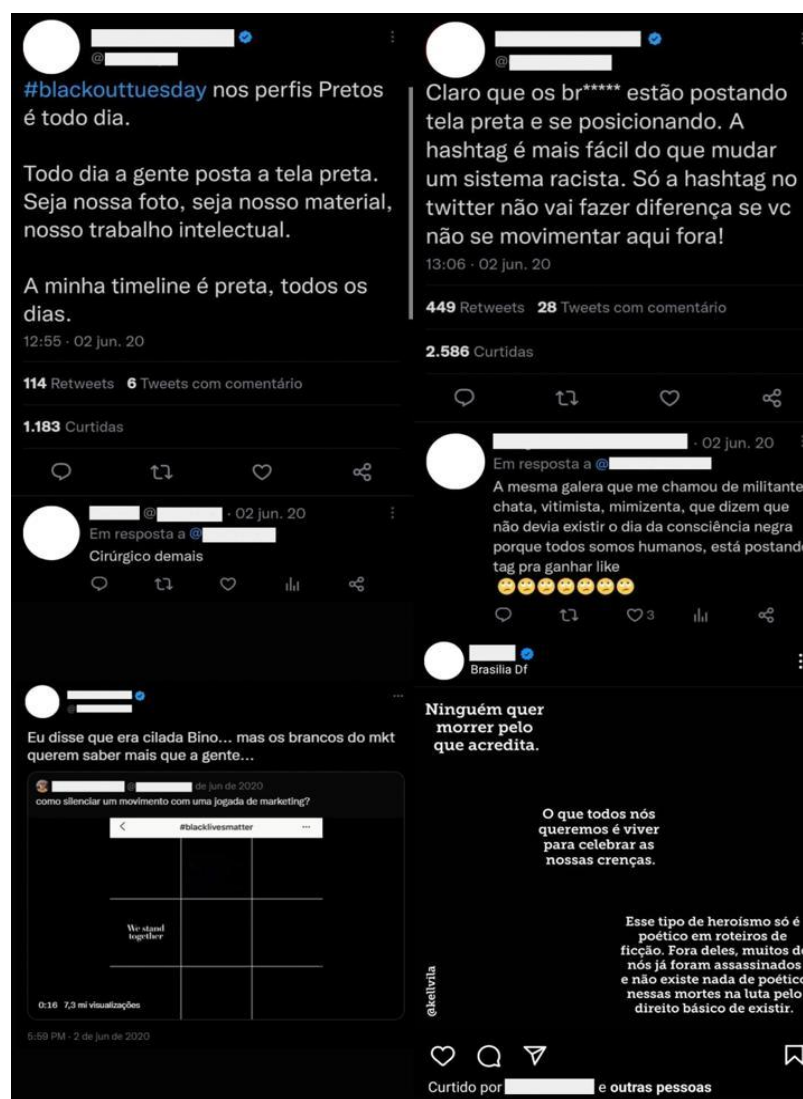 @
#blackouttuesday nos perfis Pretos
é todo dia.
Todo dia a gente posta a tela preta.
Seja nossa foto, seja nosso material,
nosso trabalho intelectual.
A minha timeline é preta, todos os
dias.
12:55 · 02 jun. 20
114 Retweets 6 Tweets com comentário
1.183 Curtidas
@ · 02 jun. 20
Em resposta a @
Cirúrgico demais
Eu disse que era cilada Bino... mas os brancos do mkt
querem saber mais que a gente...
@ de jun de 2020
como silenciar um movimento com uma jogada de marketing?
#blacklivesmatter
We stand
together
0:16 7,3 mi visualizações
5:59 PM · 2 de jun de 2020
@
Claro que os br***** estão postando
tela preta e se posicionando. A
hashtag é mais fácil do que mudar
um sistema racista. Só a hashtag no
twitter não vai fazer diferença se vc
não se movimentar aqui fora!
13:06 · 02 jun. 20
449 Retweets 28 Tweets com comentário
2.586 Curtidas
· 02 jun. 20
Em resposta a @
A mesma galera que me chamou de militante
chata, vitimista, mimizenta, que dizem que
não devia existir o dia da consciência negra
porque todos somos humanos, está postando
tag pra ganhar like
🙄🙄🙄🙄🙄🙄🙄
3
Brasilia Df
Ninguém quer
morrer pelo
que acredita.
O que todos nós
queremos é viver
para celebrar as
nossas crenças.
Esse tipo de heroísmo só é
poético em roteiros de
ficção. Fora deles, muitos de
nós já foram assassinados
e não existe nada de poético
nessas mortes na luta pelo
direito básico de existir.
@kellvila
Curtido por e outras pessoas